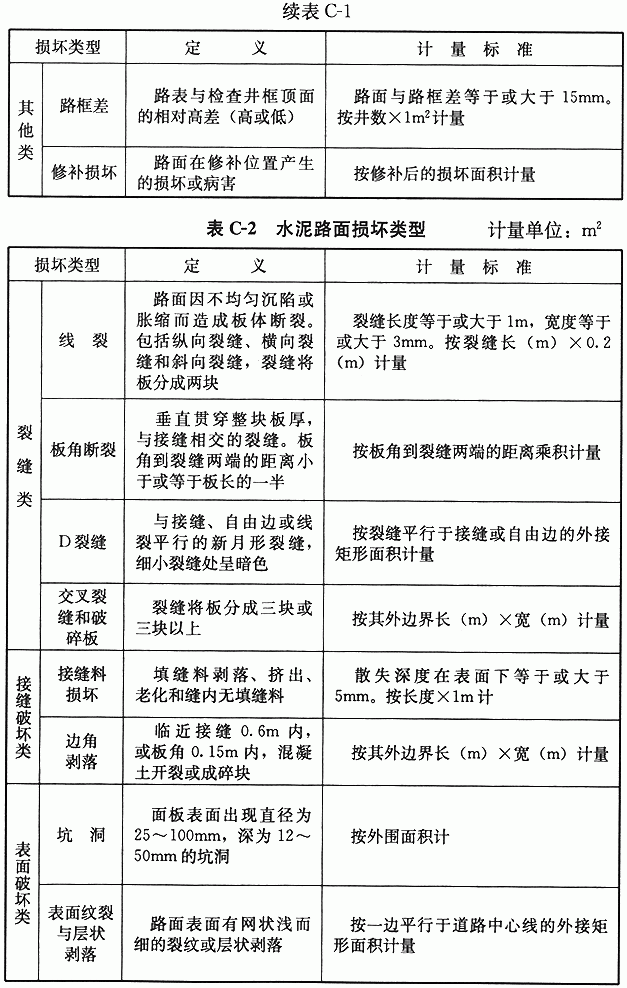 续表 C-1
损坏类型 定 义 计 量 标 准
其他类
路框差
路表与检查井框顶面
的相对高差（高或低）
路面与路框差等于或大于 15mm。
按井数×1m²计量
修补损坏
路面在修补位置产生
的损坏或病害
按修补后的损坏面积计量
表 C-2 水泥路面损坏类型 计量单位：m²
损坏类型 定 义 计 量 标 准
裂缝类
线 裂
路面因不均匀沉陷或
胀缩而造成板体断裂。
包括纵向裂缝、横向裂
缝和斜向裂缝，裂缝将
板分成两块
裂缝长度等于或大于 1m，宽度等于
或大于 3mm。按裂缝长（m）×0.2
（m）计量
板角断裂
垂直贯穿整块板厚，
与接缝相交的裂缝。板
角到裂缝两端的距离小
于或等于板长的一半
按板角到裂缝两端的距离乘积计量
D裂缝
与接缝、自由边或线
裂平行的新月形裂缝，
细小裂缝处呈暗色
按裂缝平行于接缝或自由边的外接
矩形面积计量
交叉裂
缝和破
碎板
裂缝将板分成三块或
三块以上
按其外边界长（m）×宽（m）计量
接缝破坏类
接缝料
损坏
填缝料剥落、挤出、
老化和缝内无填缝料
散失深度在表面下等于或大于
5mm。按长度×1m计
边角
剥落
临近接缝 0.6m 内，
或板角 0.15m 内，混凝
土开裂或成碎块
按其外边界长（m）×宽（m）计量
表面破坏类
坑 洞
面板表面出现直径为
25～100mm，深为 12～
50mm 的坑洞
按外围面积计
表面纹裂
与层状
剥落
路面表面有网状浅而
细的裂纹或层状剥落
按一边平行于道路中心线的外接矩
形面积计量